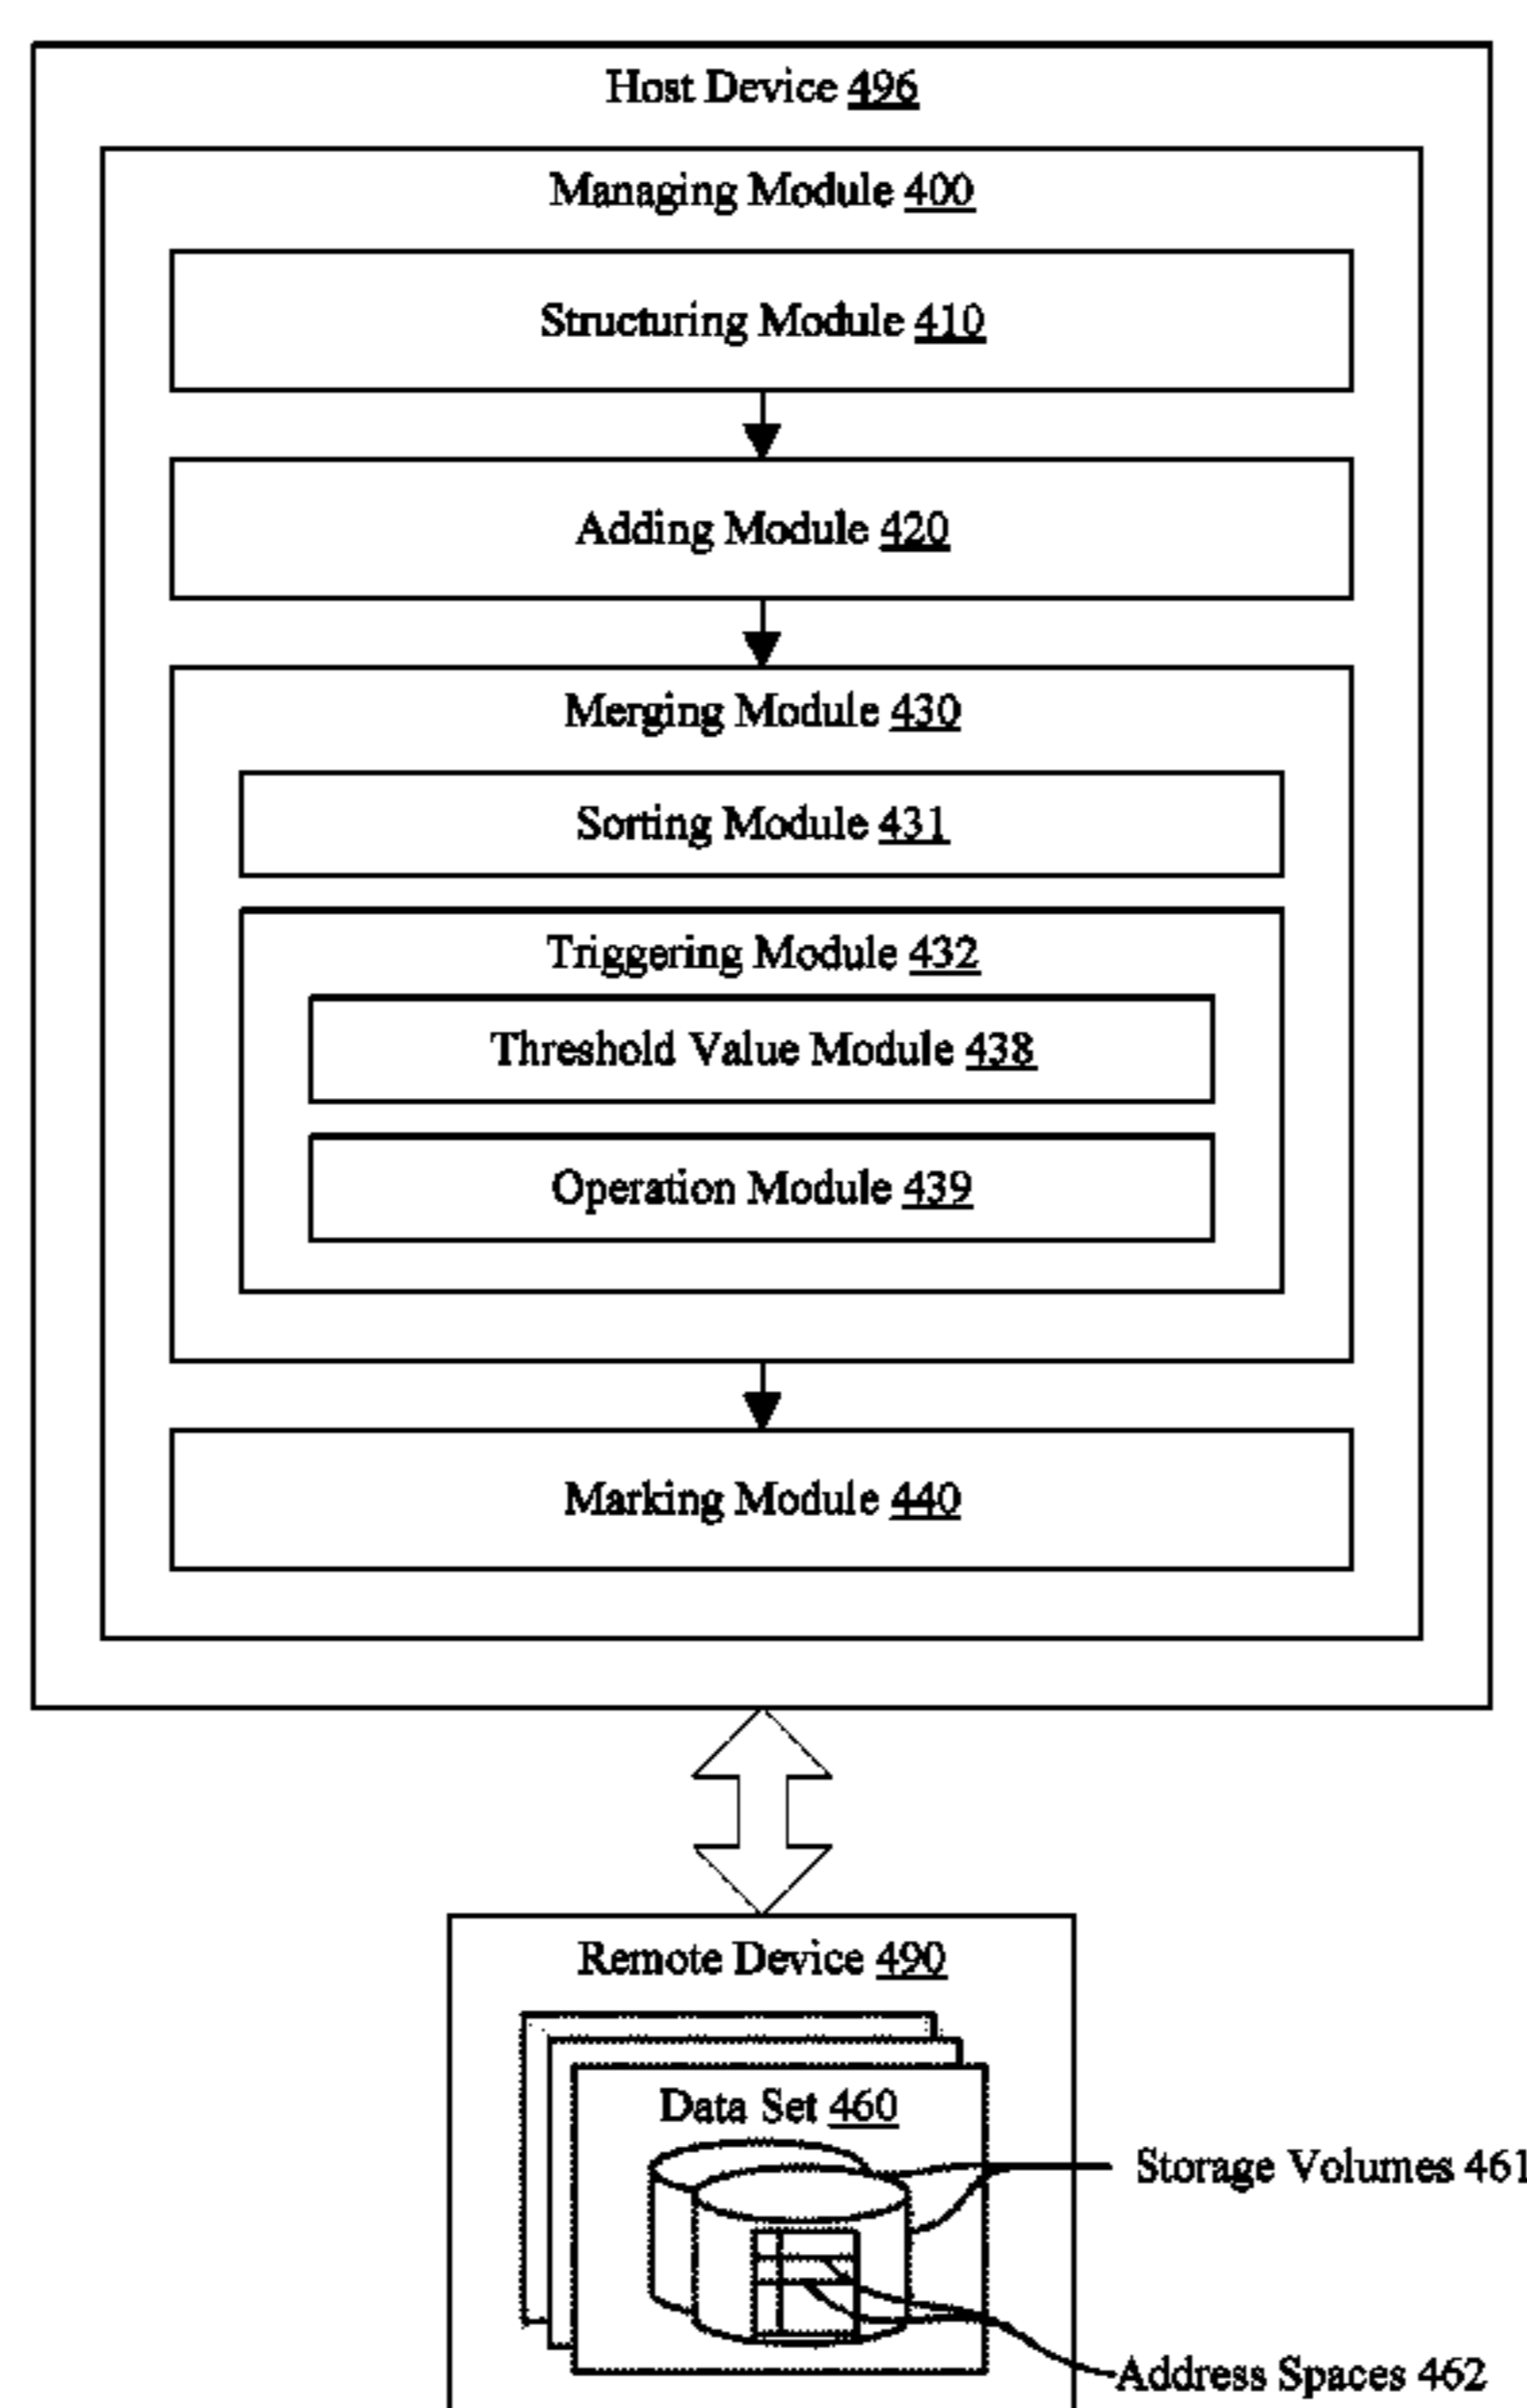 Host Device 496
Managing Module 400
Structuring Module 410
Adding Module 420
Merging Module 430
Sorting Module 431
Triggering Module 432
Threshold Value Module 438
Operation Module 439
Marking Module 440
Remote Device 490
Data Set 460
Storage Volumes 461
Address Spaces 462